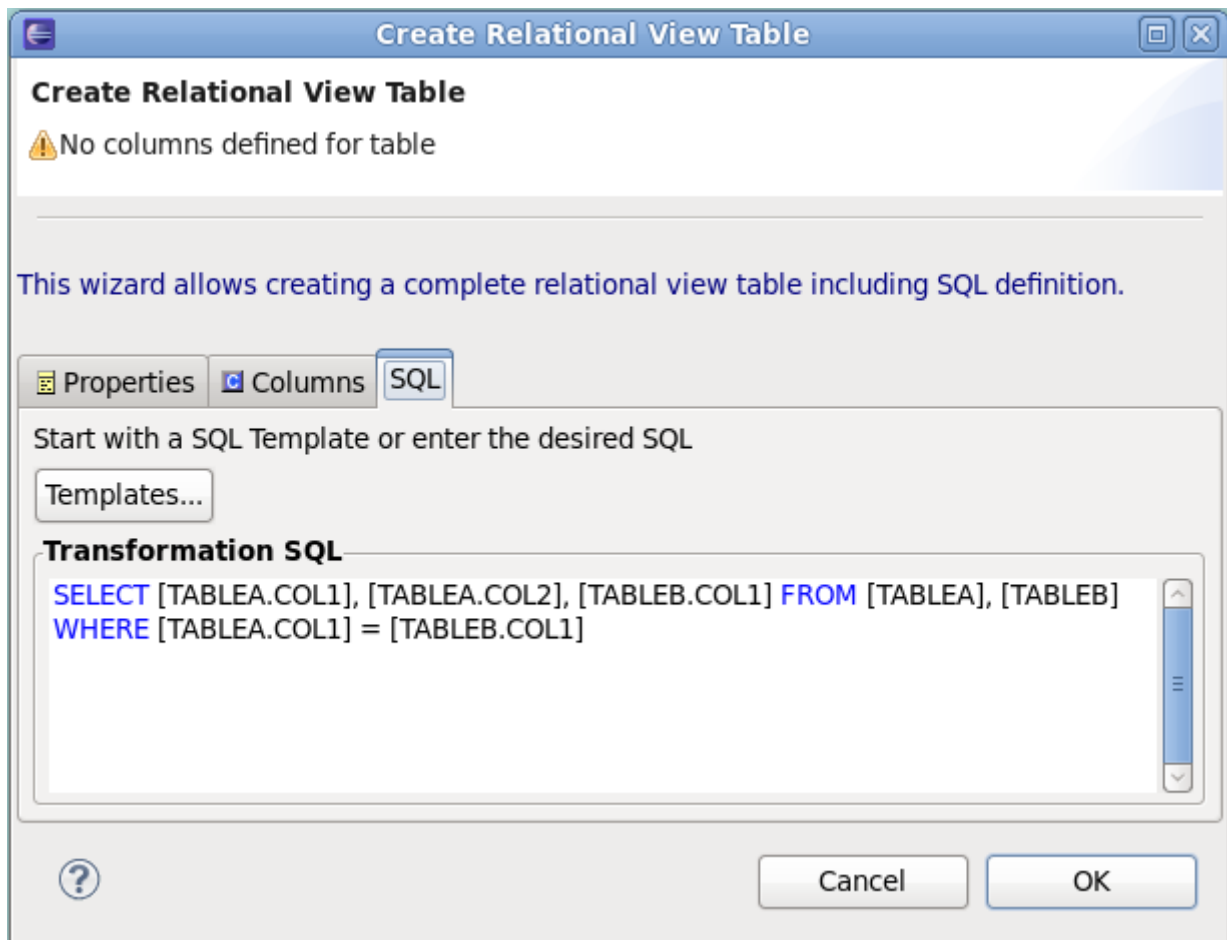 Create Relational View Table
Create Relational View Table
No columns defined for table
This wizard allows creating a complete relational view table including SQL definition.
Properties
Columns
SQL
Start with a SQL Template or enter the desired SQL
Templates...
Transformation SQL
SELECT [TABLEA.COL1], [TABLEA.COL2], [TABLEB.COL1] FROM [TABLEA], [TABLEB]
WHERE [TABLEA.COL1] = [TABLEB.COL1]
Cancel
OK